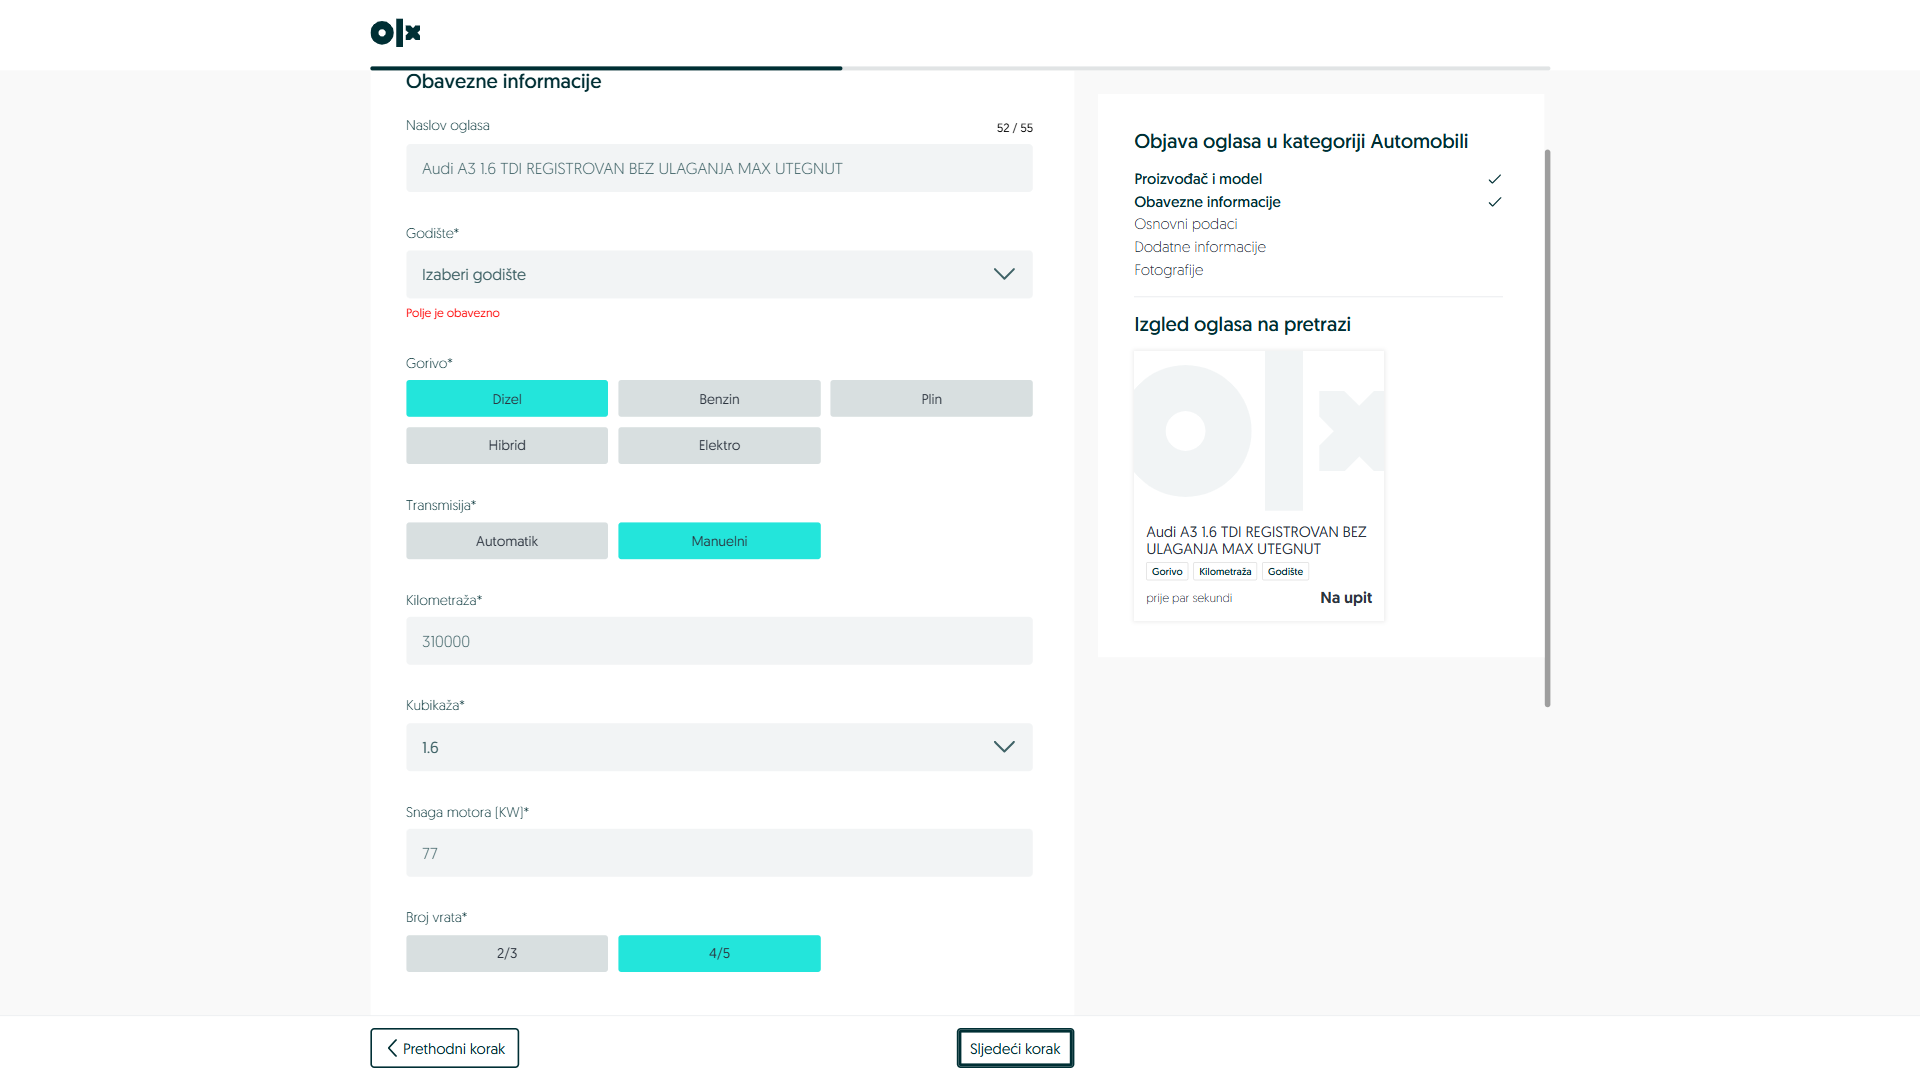 olx
Obavezne informacije
Naslov oglasa
52 / 55
Audi A3 1.6 TDI REGISTROVAN BEZ ULAGANJA MAX UTEGNUT
Godište*
Izaberi godište
Polje je obavezno
Gorivo*
Dizel
Benzin
Plin
Hibrid
Elektro
Transmisija*
Automatik
Manuelni
Kilometraža*
310000
Kubikaža*
1.6
Snaga motora (KW)*
77
Broj vrata*
2/3
4/5
Prethodni korak
Sljedeći korak
Objava oglasa u kategoriji Automobili
Proizvođač i model
Obavezne informacije
Osnovni podaci
Dodatne informacije
Fotografije
Izgled oglasa na pretrazi
olx
Audi A3 1.6 TDI REGISTROVAN BEZ
ULAGANJA MAX UTEGNUT
Gorivo
Kilometraža
Godište
prije par sekundi
Na upit